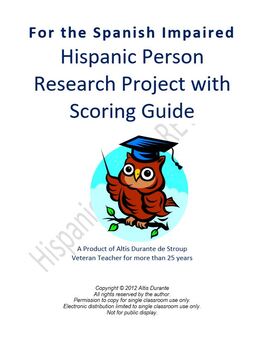 For the Spanish Impaired
Hispanic Person
Research Project with
Scoring Guide
A Product of Altis Durante de Stroup
Veteran Teacher for more than 25 years
Copyright © 2012 Altis Durante
All rights reserved by the author.
Permission to copy for single classroom use only.
Electronic distribution limited to single classroom use only.
Not for public display.